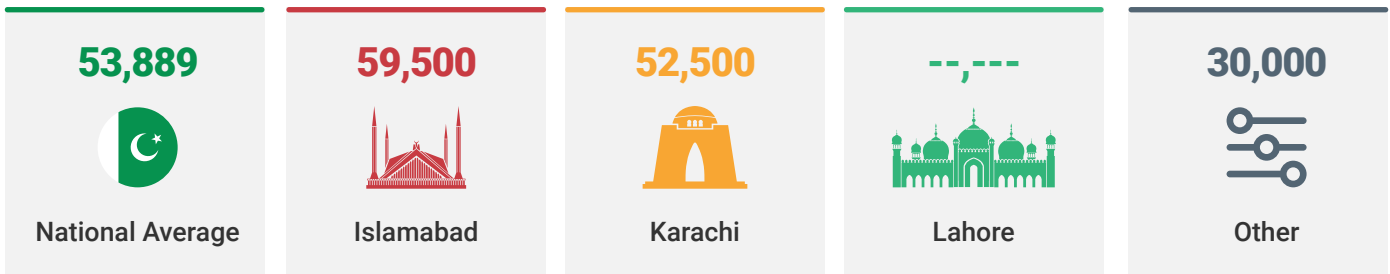 53,889
National Average
59,500
Islamabad
52,500
Karachi
--,---
Lahore
30,000
Other